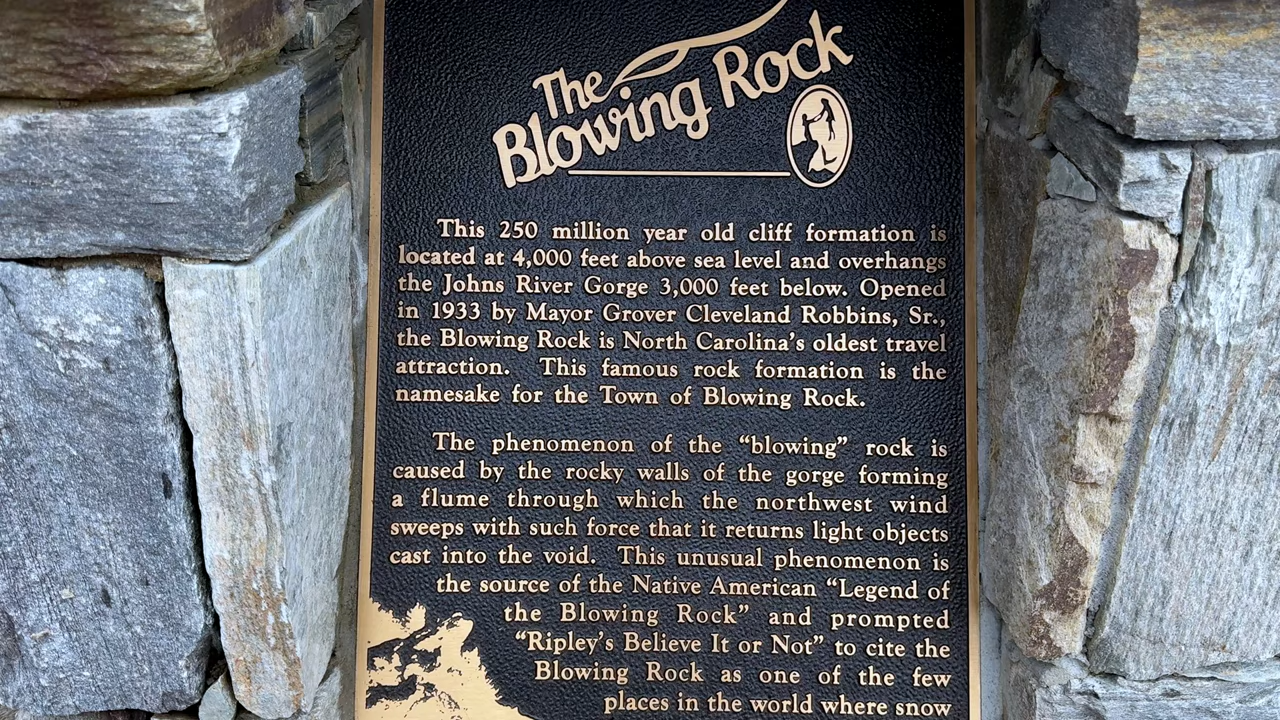 The
Blowing Rock
This 250 million year old cliff formation is
located at 4,000 feet above sea level and overhangs
the Johns River Gorge 3,000 feet below. Opened
in 1933 by Mayor Grover Cleveland Robbins, Sr.,
the Blowing Rock is North Carolina's oldest travel
attraction. This famous rock formation is the
namesake for the Town of Blowing Rock.
The phenomenon of the “blowing” rock is
caused by the rocky walls of the gorge forming
a flume through which the northwest wind
sweeps with such force that it returns light objects
cast into the void. This unusual phenomenon is
the source of the Native American “Legend of
the Blowing Rock” and prompted
“Ripley's Believe It or Not” to cite the
Blowing Rock as one of the few
places in the world where snow